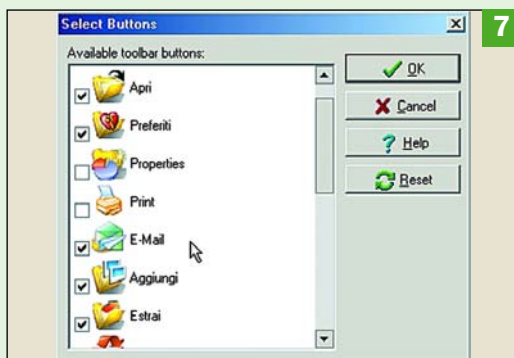 Select Buttons
7
Available toolbar buttons:
Apri
Preferiti
Properties
Print
E-Mail
Aggiungi
Estrai
OK
Cancel
Help
Reset